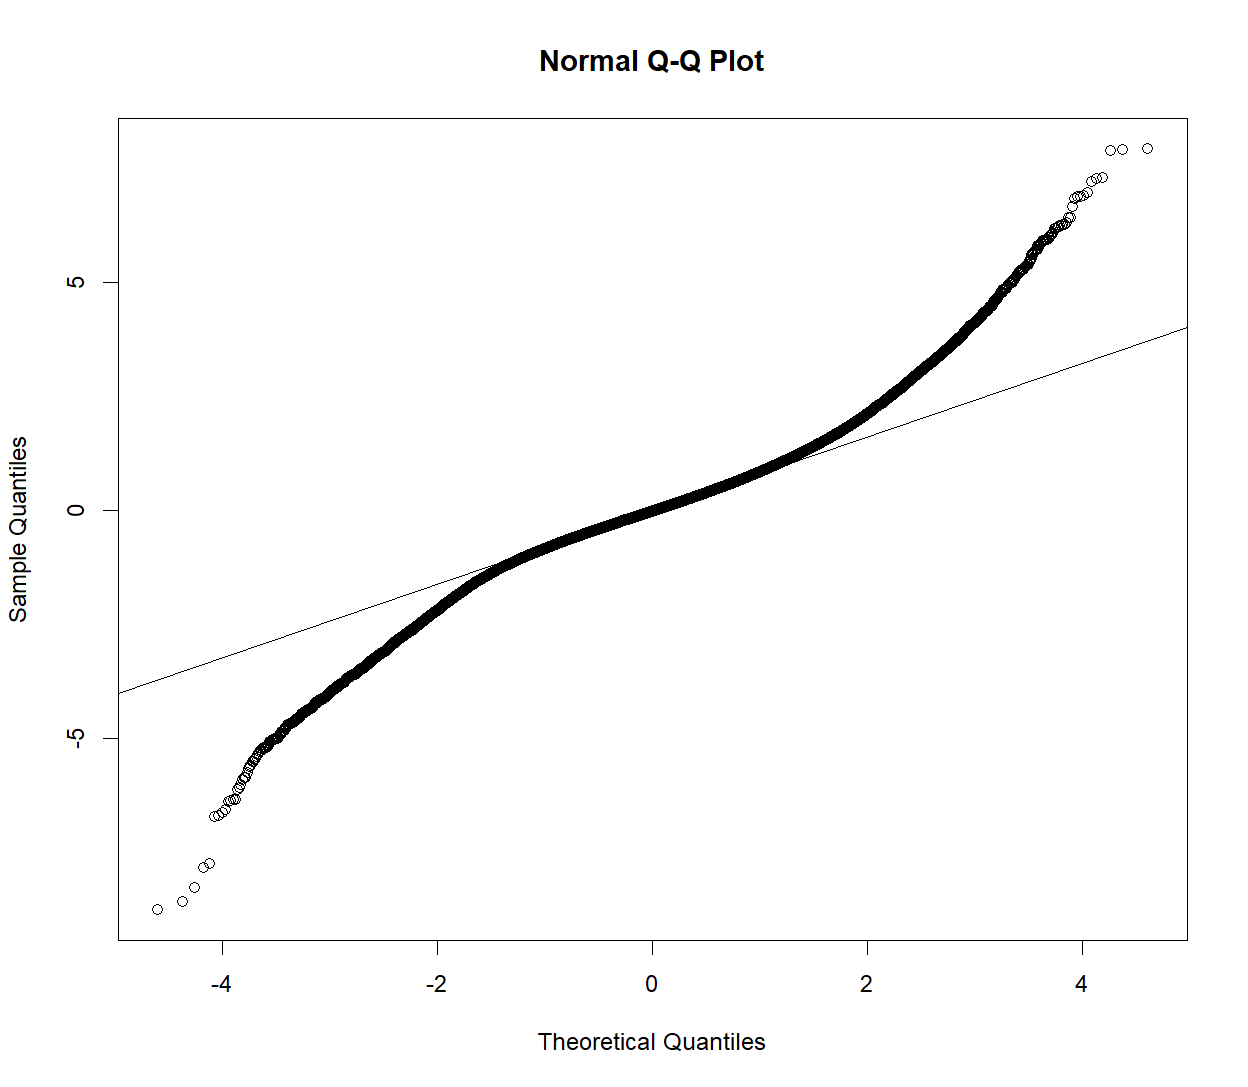 Normal Q-Q Plot
Sample Quantiles
5
0
-5
-4 -2 0 2 4
Theoretical Quantiles